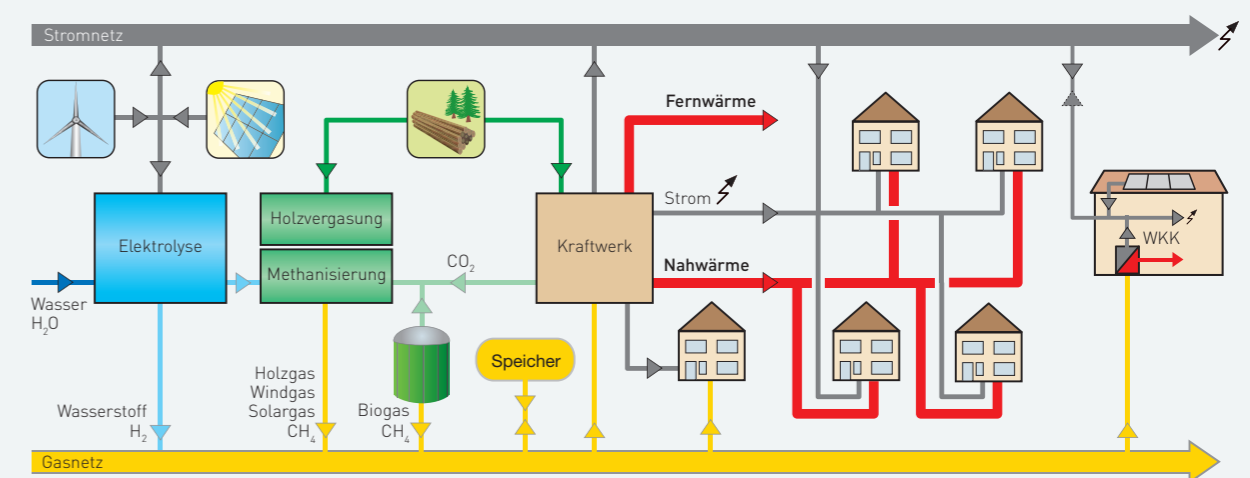 Stromnetz
Fernwärme
Strom
Holzvergasung
Elektrolyse
Kraftwerk
WKK
CO₂
Methanisierung
Nahwärme
Wasser
H₂O
Speicher
Holzgas
Windgas
Solargas
CH₄
Wasserstoff
H₂
Biogas
CH₄
Gasnetz